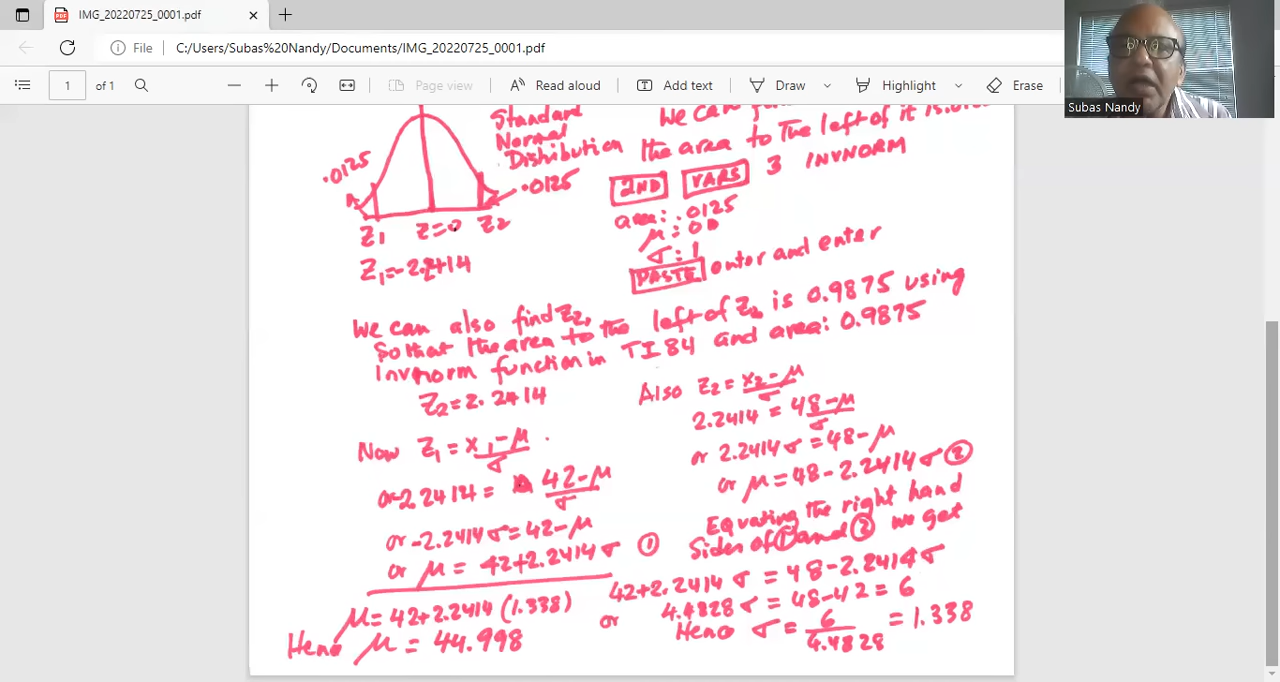 IMG_20220725_0001.pdf
File C:/Users/Subas%20Nandy/Documents/IMG_20220725_0001.pdf
1 of 1 Page view Read aloud Add text Draw Highlight Erase
Subas Nandy
Standard
Normal
Distribution
.0125
.0125
Z1 Z=0 Z2
Z1=-2.2414
We can
the area to the left of it is
2ND VARS 3 INVNORM
area: .0125
μ: 0
σ: 1
PASTE enter and enter
We can also find Z2,
So that the area to the left of Z2 is 0.9875 using
Invnorm function in TI84 and area: 0.9875
Z2=2.2414
Now Z1 = x1-μ/σ
or -2.2414 = 42-μ/σ
or -2.2414σ = 42-μ
or μ = 42+2.2414σ ①
μ = 42+2.2414 (1.338)
Hence μ = 44.998
Also Z2 = x2-μ/σ
2.2414 = 48-μ/σ
or 2.2414σ = 48-μ
or μ = 48-2.2414σ ②
Equating the right hand
Sides of ① and ② we get
42+2.2414σ = 48-2.2414σ
or 4.4828σ = 48-42 = 6
Hence σ = 6/4.4828 = 1.338